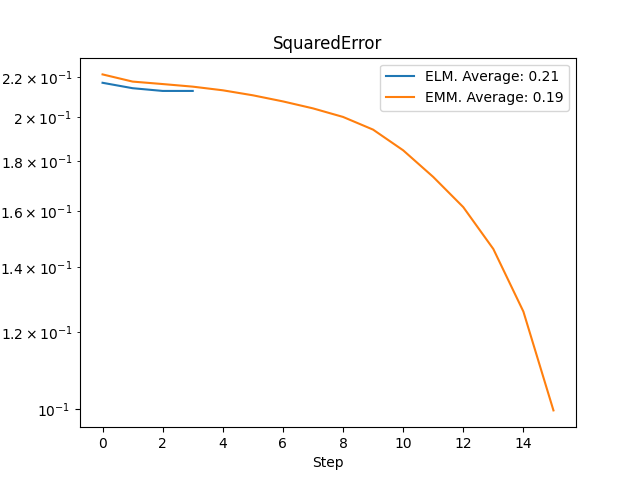 SquaredError
ELM. Average: 0.21
EMM. Average: 0.19
2.2 × 10⁻¹
2 × 10⁻¹
1.8 × 10⁻¹
1.6 × 10⁻¹
1.4 × 10⁻¹
1.2 × 10⁻¹
10⁻¹
0 2 4 6 8 10 12 14
Step